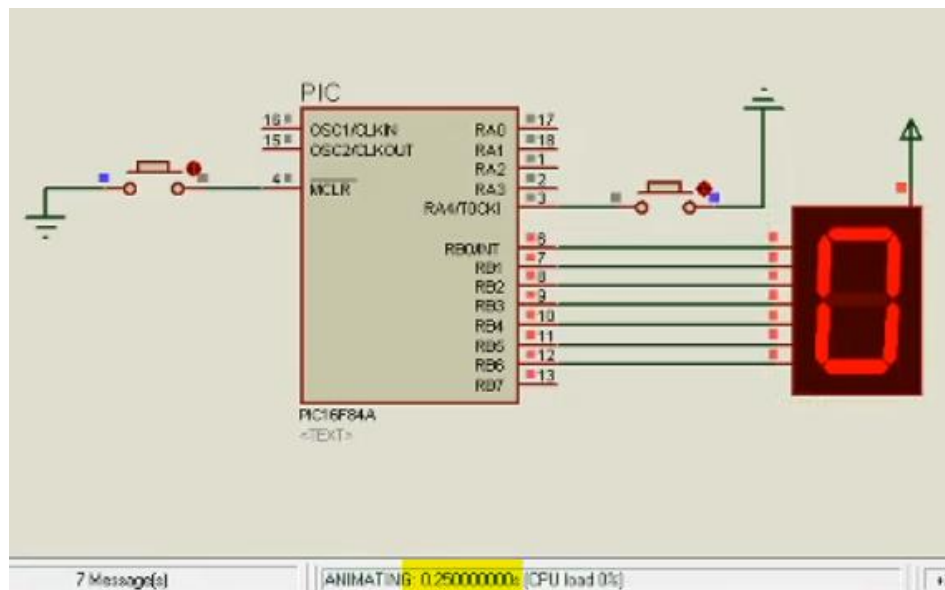 PIC
16
15
4
OSC1/CLKIN
OSC2/CLKOUT
MCLR
RA0
RA1
RA2
RA3
RA4/T0CKI
RB0/INT
RB1
RB2
RB3
RB4
RB5
RB6
RB7
17
18
1
2
3
6
7
8
9
10
11
12
13
0
PIC16F84A
<TEXT>
7 Message(s)
ANIMATING: 0.250000000s (CPU load 0%)